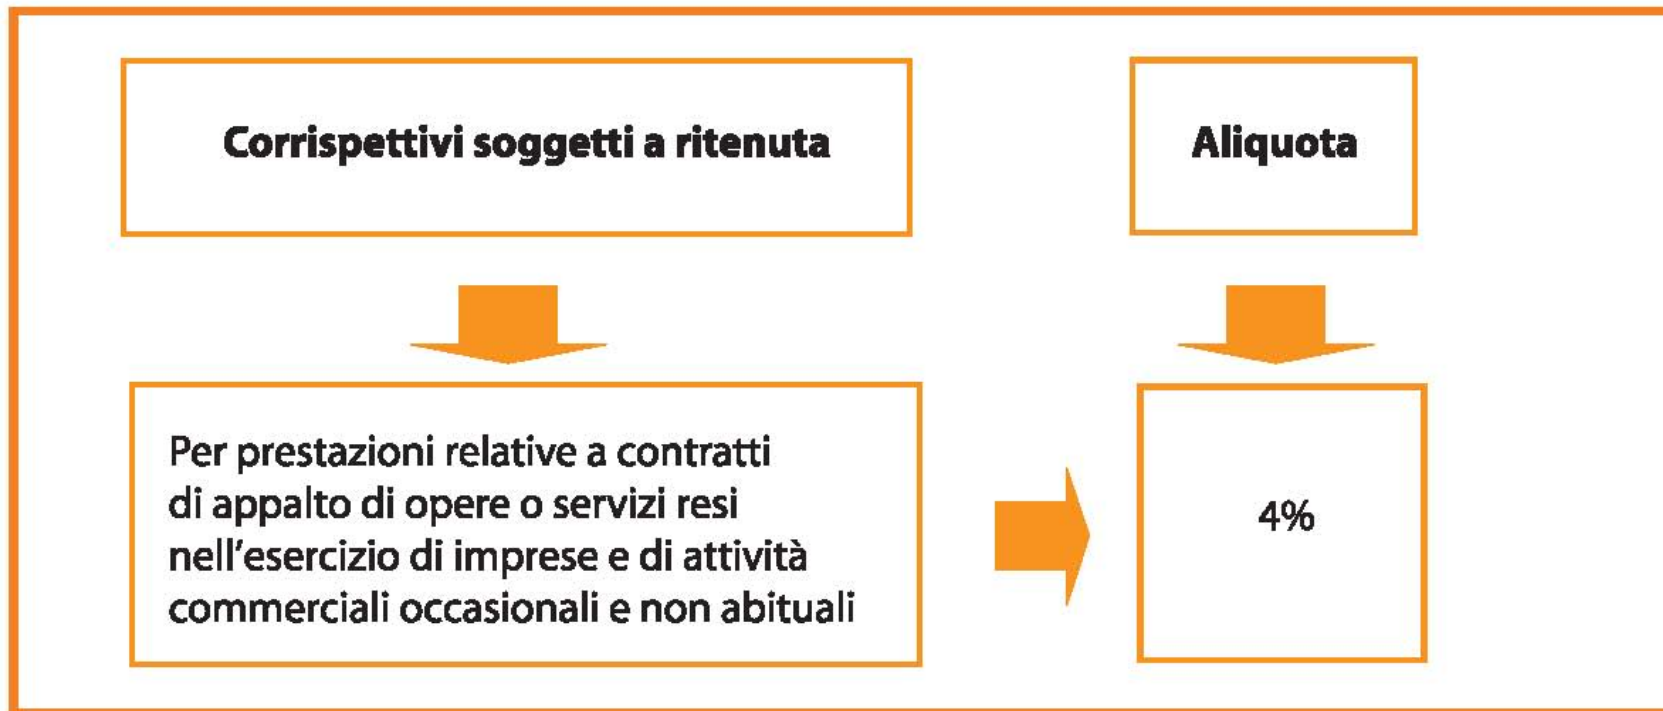 Corrispettivi soggetti a ritenuta
Aliquota
Per prestazioni relative a contratti
di appalto di opere o servizi resi
nell'esercizio di imprese e di attività
commerciali occasionali e non abituali
4%